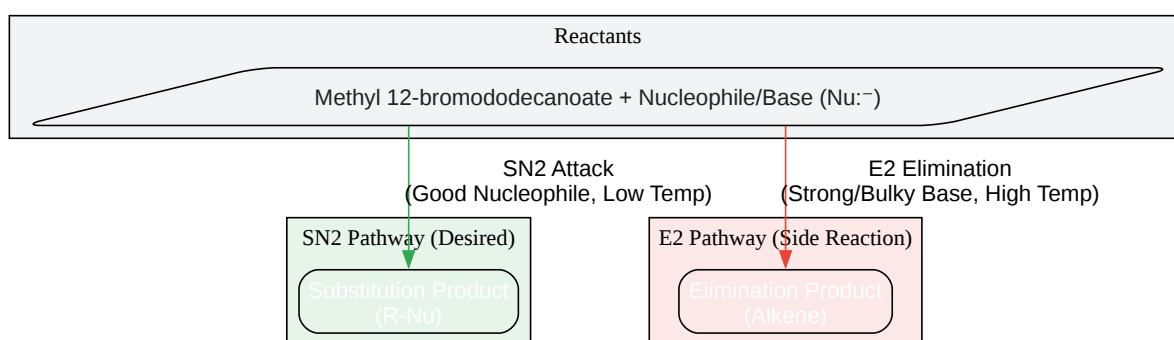 Reactants
Methyl 12-bromododecanoate + Nucleophile/Base (Nu:⁻)
SN2 Attack
(Good Nucleophile, Low Temp)
E2 Elimination
(Strong/Bulky Base, High Temp)
SN2 Pathway (Desired)
E2 Pathway (Side Reaction)
Substitution Product
(R-Nu)
Elimination Product
(Alkene)